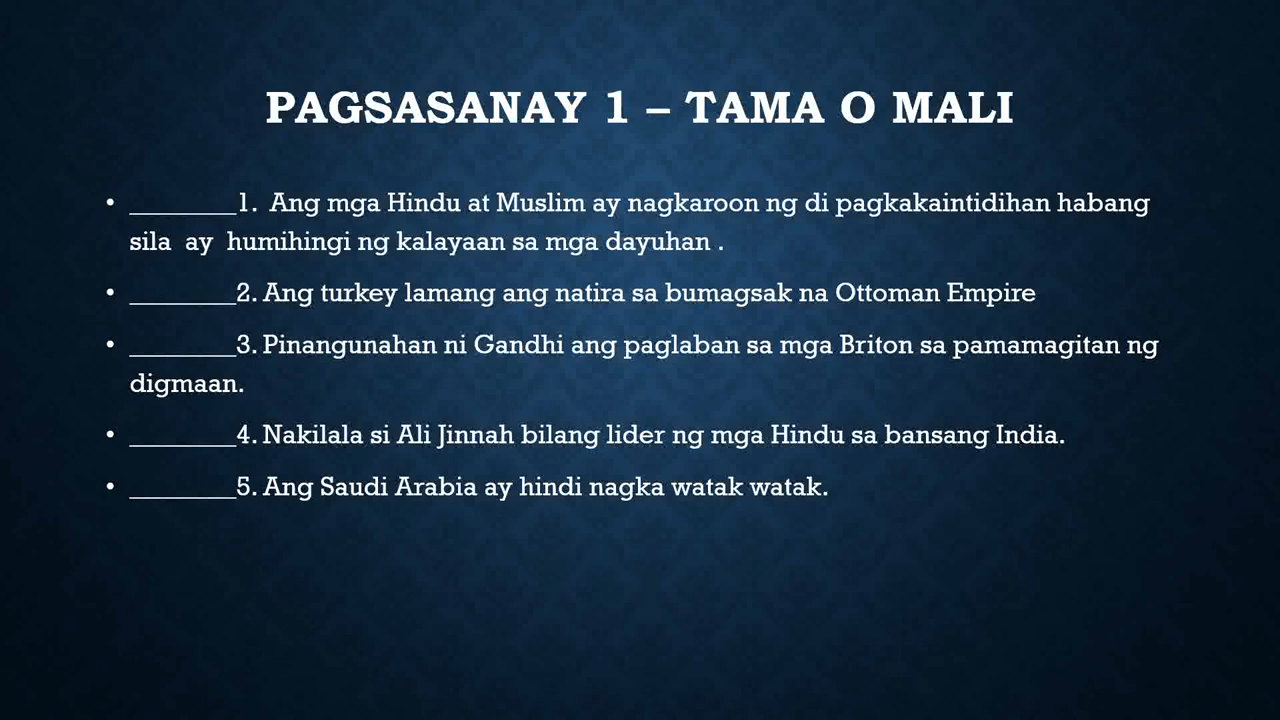 PAGSASANAY 1 – TAMA O MALI
• ________1.  Ang mga Hindu at Muslim ay nagkaroon ng di pagkakaintidihan habang
sila  ay  humihingi ng kalayaan sa mga dayuhan .
• ________2. Ang turkey lamang ang natira sa bumagsak na Ottoman Empire
• ________3. Pinangunahan ni Gandhi ang paglaban sa mga Briton sa pamamagitan ng
digmaan.
• ________4. Nakilala si Ali Jinnah bilang lider ng mga Hindu sa bansang India.
• ________5. Ang Saudi Arabia ay hindi nagka watak watak.